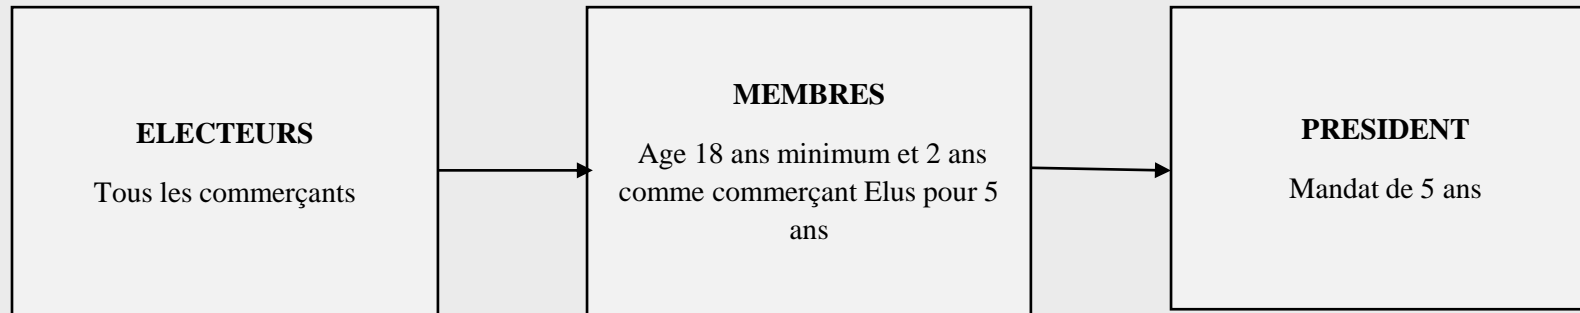 ELECTEURS
Tous les commerçants
MEMBRES
Age 18 ans minimum et 2 ans
comme commerçant Elus pour 5
ans
PRESIDENT
Mandat de 5 ans